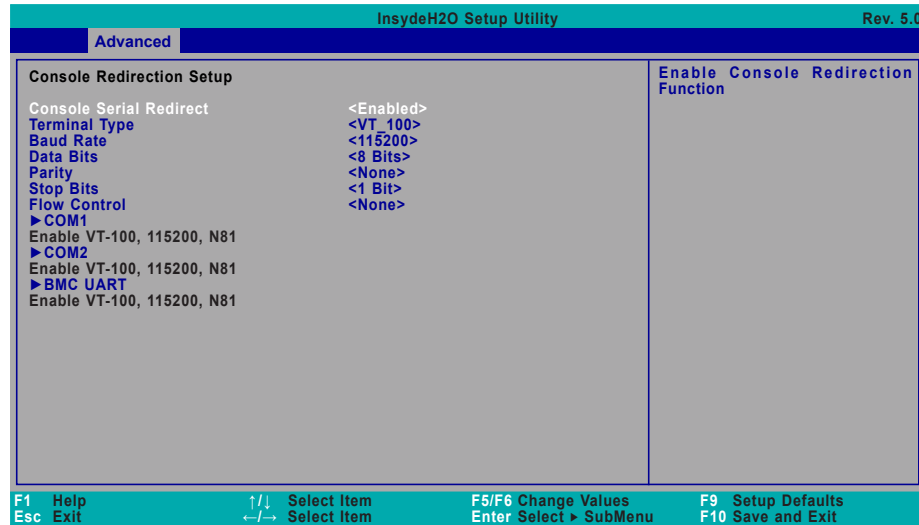 InsydeH2O Setup Utility Rev. 5.0
Advanced
Console Redirection Setup
Console Serial Redirect <Enabled>
Terminal Type <VT_100>
Baud Rate <115200>
Data Bits <8 Bits>
Parity <None>
Stop Bits <1 Bit>
Flow Control <None>
►COM1
Enable VT-100, 115200, N81
►COM2
Enable VT-100, 115200, N81
►BMC UART
Enable VT-100, 115200, N81
Enable Console Redirection
Function
F1 Help ↑/↓ Select Item F5/F6 Change Values F9 Setup Defaults
Esc Exit ←/→ Select Item Enter Select ► SubMenu F10 Save and Exit